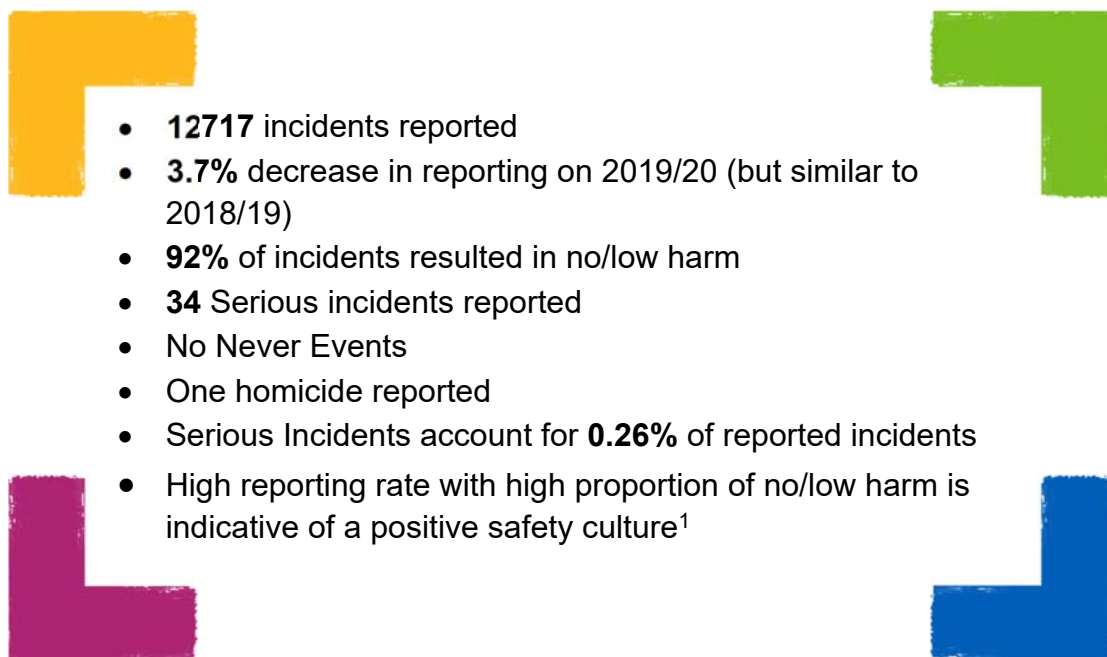 • 12717 incidents reported
• 3.7% decrease in reporting on 2019/20 (but similar to
2018/19)
• 92% of incidents resulted in no/low harm
• 34 Serious incidents reported
• No Never Events
• One homicide reported
• Serious Incidents account for 0.26% of reported incidents
• High reporting rate with high proportion of no/low harm is
indicative of a positive safety culture¹